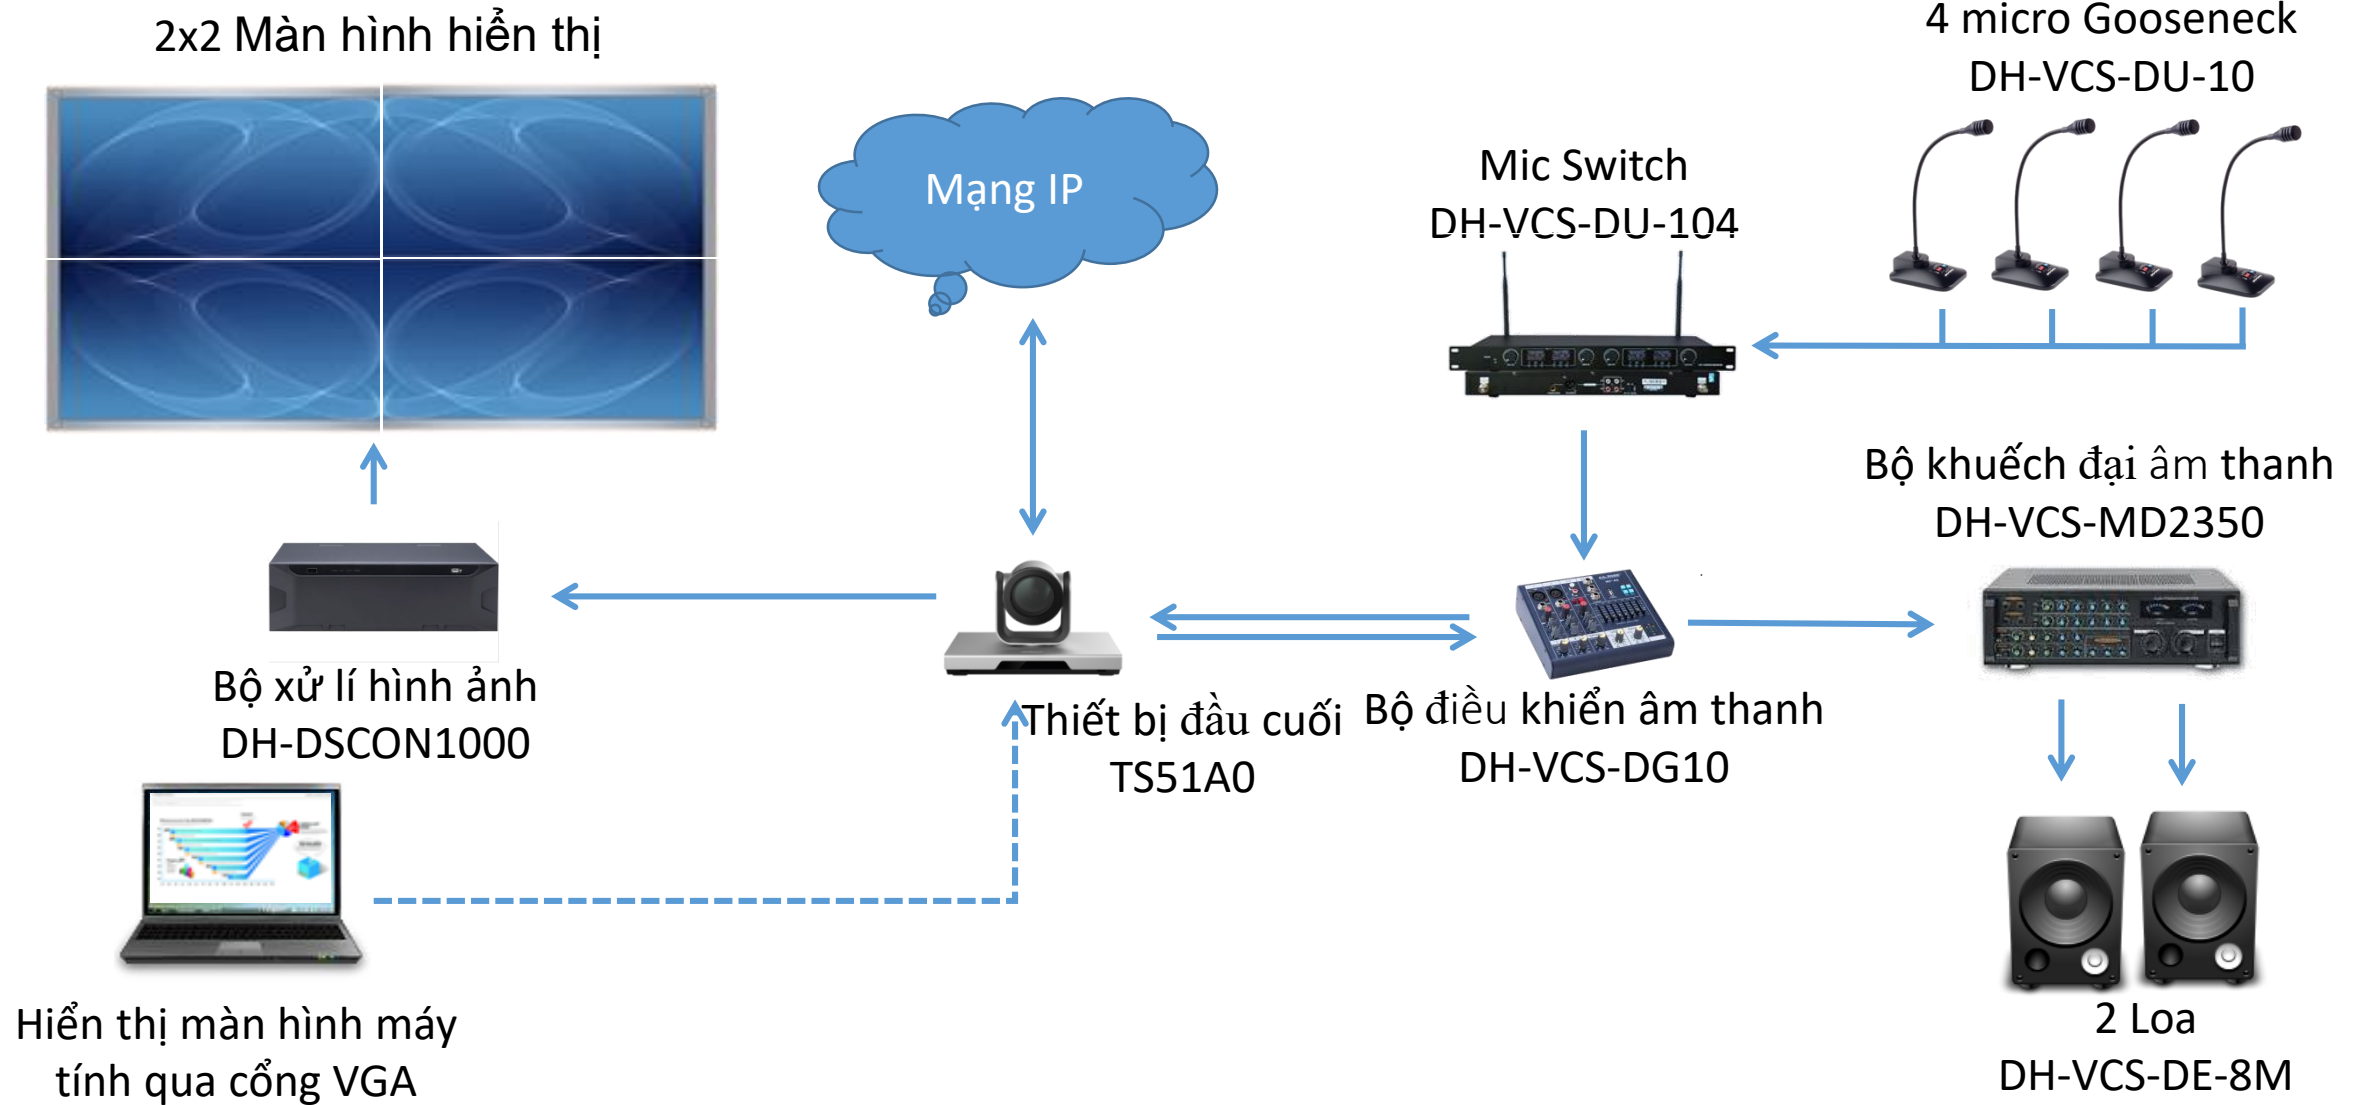 2x2 Màn hình hiển thị
4 micro Gooseneck
DH-VCS-DU-10
Mạng IP
Mic Switch
DH-VCS-DU-104
Bộ khuếch đại âm thanh
DH-VCS-MD2350
Bộ xử lí hình ảnh
DH-DSCON1000
Thiết bị đầu cuối
TS51A0
Bộ điều khiển âm thanh
DH-VCS-DG10
Hiển thị màn hình máy
tính qua cổng VGA
2 Loa
DH-VCS-DE-8M